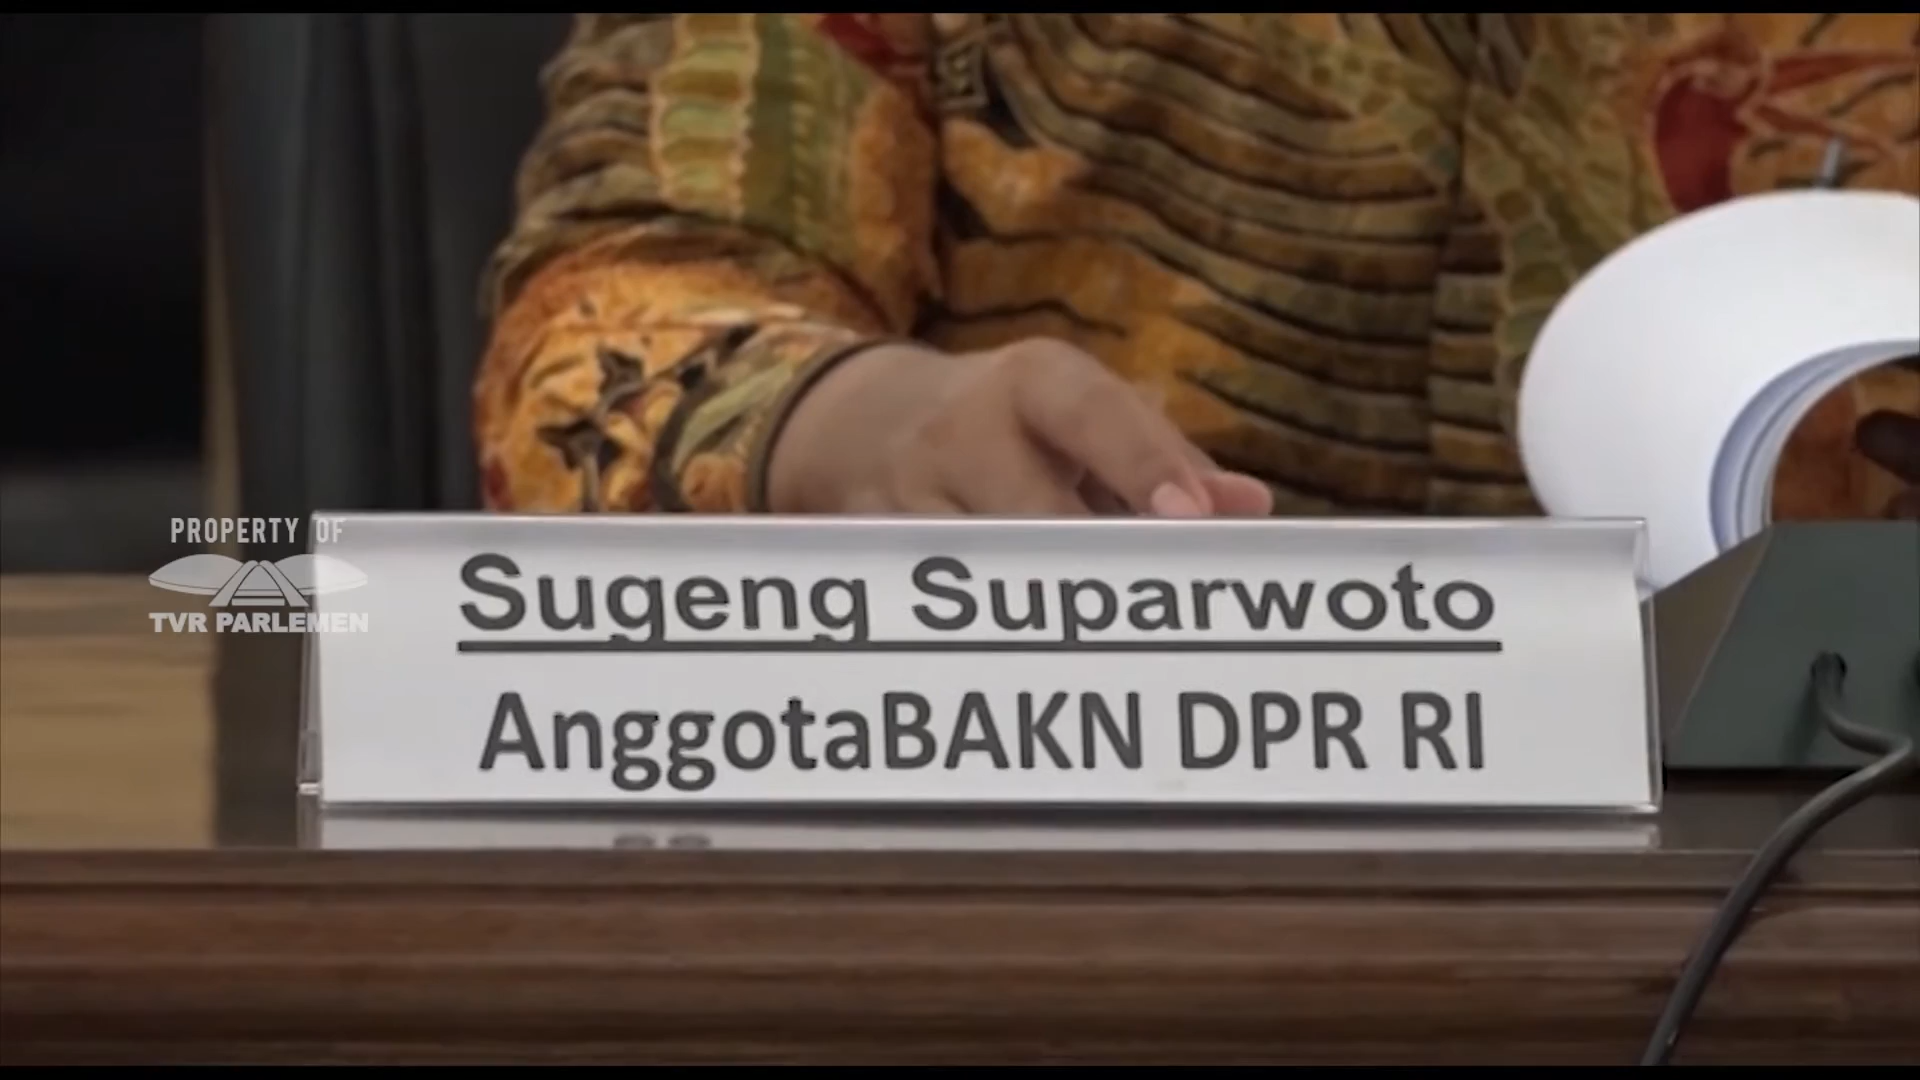 PROPERTY OF
TVR PARLEMEN
Sugeng Suparwoto
AnggotaBAKN DPR RI